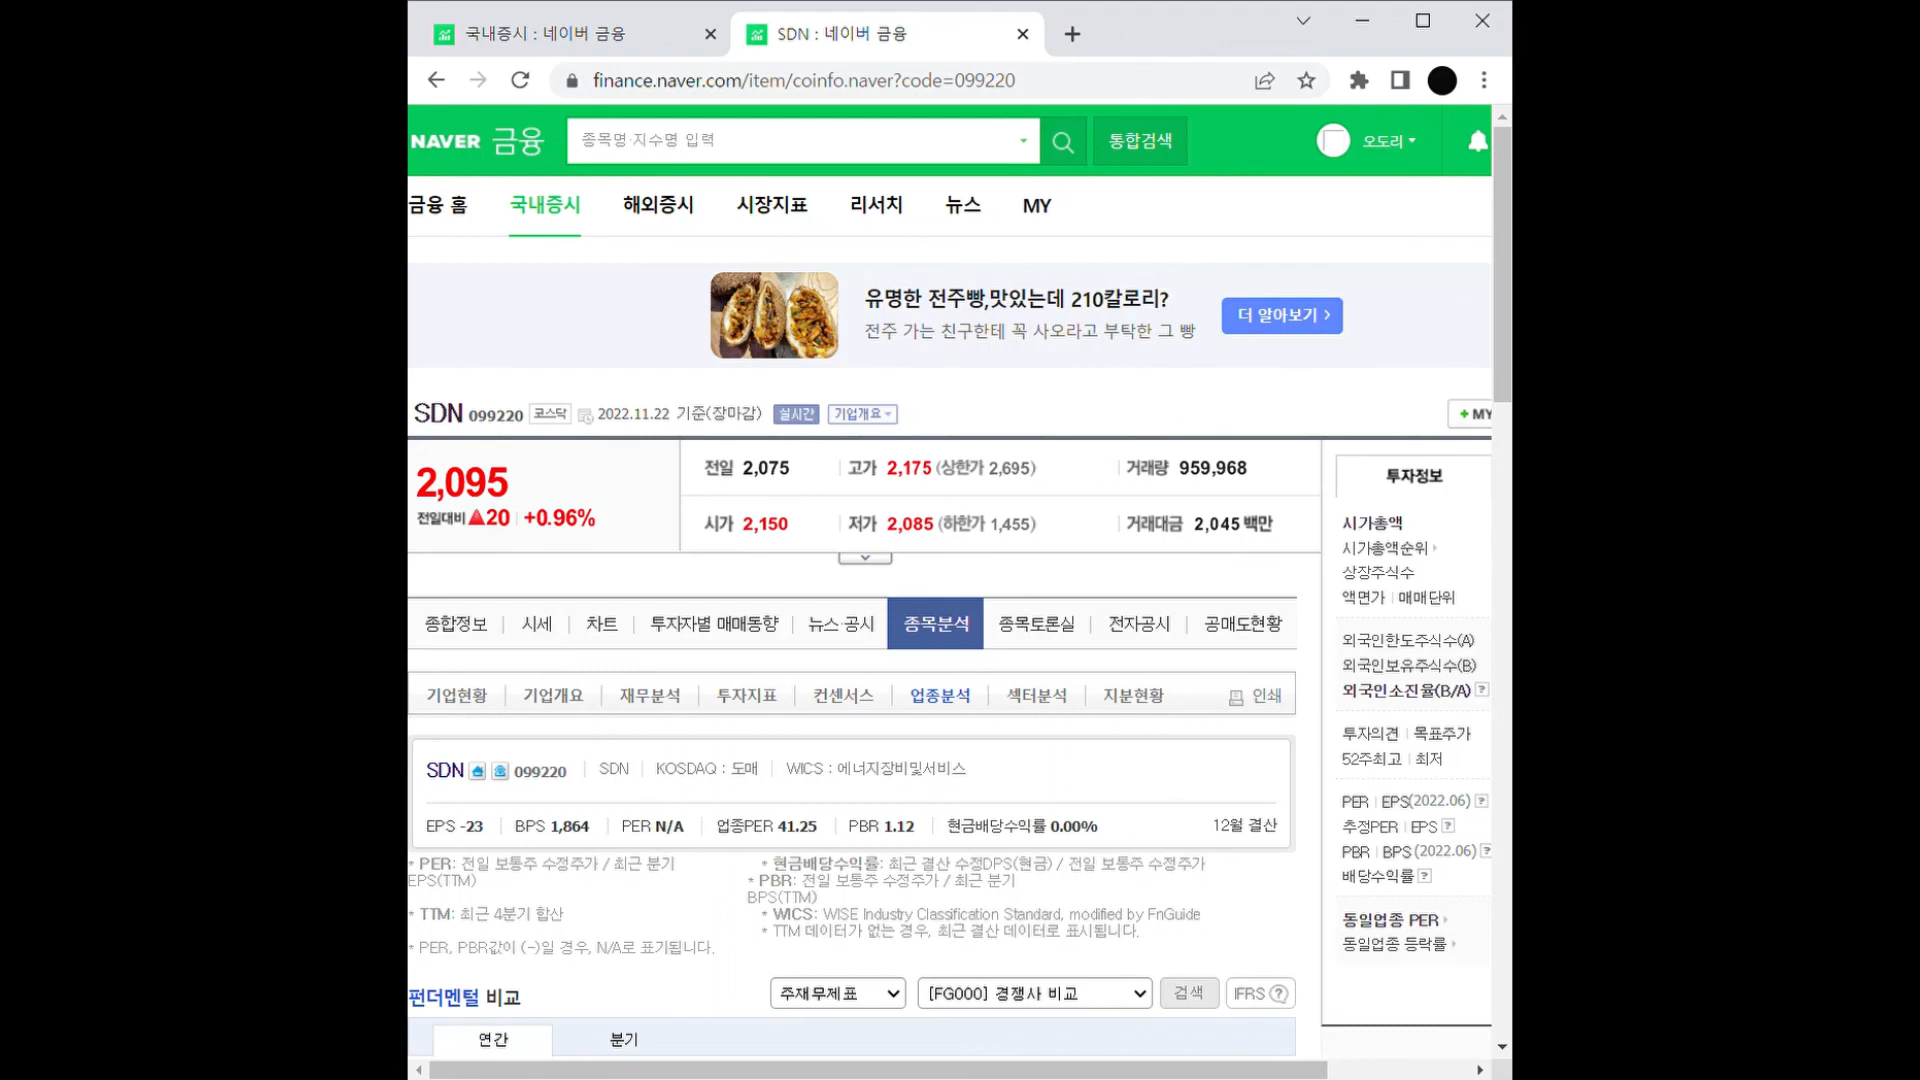 국내증시 : 네이버 금융
SDN : 네이버 금융
finance.naver.com/item/coinfo.naver?code=099220
NAVER 금융
종목명·지수명 입력
통합검색
오도리
금융 홈 국내증시 해외증시 시장지표 리서치 뉴스 MY
유명한 전주빵,맛있는데 210칼로리?
전주 가는 친구한테 꼭 사오라고 부탁한 그 빵
더 알아보기 >
SDN 099220 코스닥 2022.11.22 기준(장마감) 실시간 기업개요
+ MY
2,095
전일대비 ▲20 +0.96%
전일 2,075 고가 2,175 (상한가 2,695) 거래량 959,968
시가 2,150 저가 2,085 (하한가 1,455) 거래대금 2,045 백만
종합정보 시세 차트 투자자별 매매동향 뉴스·공시 종목분석 종목토론실 전자공시 공매도현황
기업현황 기업개요 재무분석 투자지표 컨센서스 업종분석 섹터분석 지분현황 인쇄
SDN 099220 SDN KOSDAQ : 도매 WICS : 에너지장비및서비스
EPS -23 BPS 1,864 PER N/A 업종PER 41.25 PBR 1.12 현금배당수익률 0.00% 12월 결산
* PER: 전일 보통주 수정주가 / 최근 분기
EPS(TTM)
* TTM: 최근 4분기 합산
* PER, PBR값이 (-)일 경우, N/A로 표기됩니다.
* 현금배당수익률: 최근 결산 수정DPS(현금) / 전일 보통주 수정주가
* PBR: 전일 보통주 수정주가 / 최근 분기
BPS(TTM)
* WICS: WISE Industry Classification Standard, modified by FnGuide
* TTM 데이터가 없는 경우, 최근 결산 데이터로 표시됩니다.
펀더멘털 비교
주재무제표
[FG000] 경쟁사 비교
검색
IFRS ?
연간 분기
투자정보
시가총액
시가총액순위
상장주식수
액면가 매매단위
외국인한도주식수(A)
외국인보유주식수(B)
외국인소진율(B/A) ?
투자의견 목표주가
52주최고 최저
PER EPS(2022.06) ?
추정PER EPS ?
PBR BPS (2022.06) ?
배당수익률 ?
동일업종 PER
동일업종 등락률